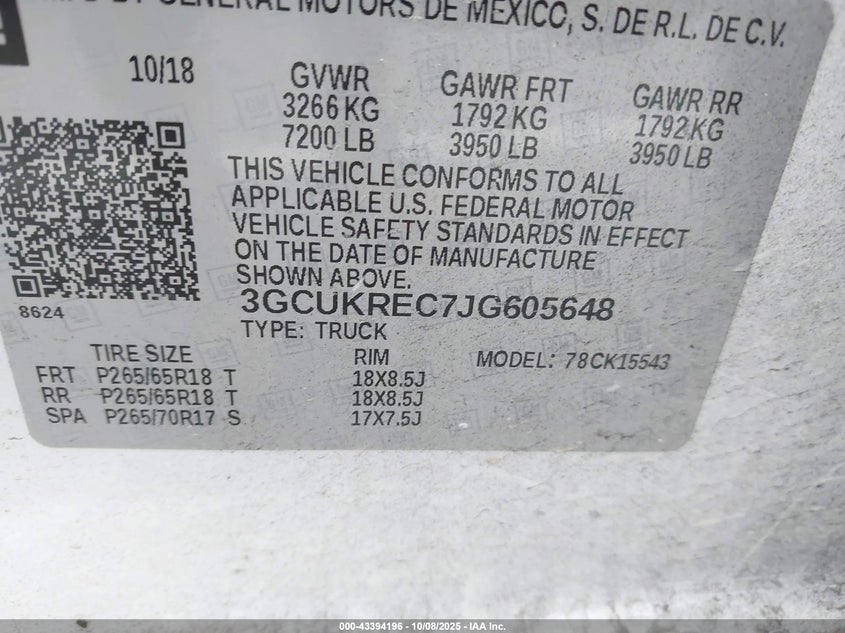 GENERAL MOTORS DE MEXICO, S. DE R.L. DE C.V.
10/18
GVWR GAWR FRT GAWR RR
3266 KG 1792 KG 1792 KG
7200 LB 3950 LB 3950 LB
THIS VEHICLE CONFORMS TO ALL
APPLICABLE U.S. FEDERAL MOTOR
VEHICLE SAFETY STANDARDS IN EFFECT
ON THE DATE OF MANUFACTURE
SHOWN ABOVE.
3GCUKREC7JG605648
8624
TYPE: TRUCK
TIRE SIZE RIM MODEL: 78CK15543
FRT P265/65R18 T 18X8.5J
RR P265/65R18 T 18X8.5J
SPA P265/70R17 S 17X7.5J
000-43394196 - 10/08/2025 - IAA Inc.